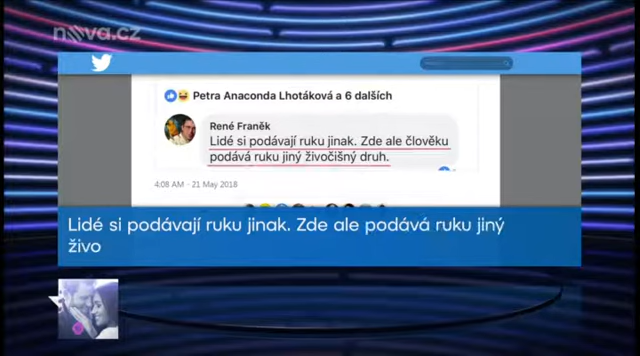 nova.cz
Petra Anaconda Lhotáková a 6 dalších
René Franěk
Lidé si podávají ruku jinak. Zde ale člověku
podává ruku jiný živočišný druh.
4:08 AM - 21 May 2018
Lidé si podávají ruku jinak. Zde ale podává ruku jiný
živo